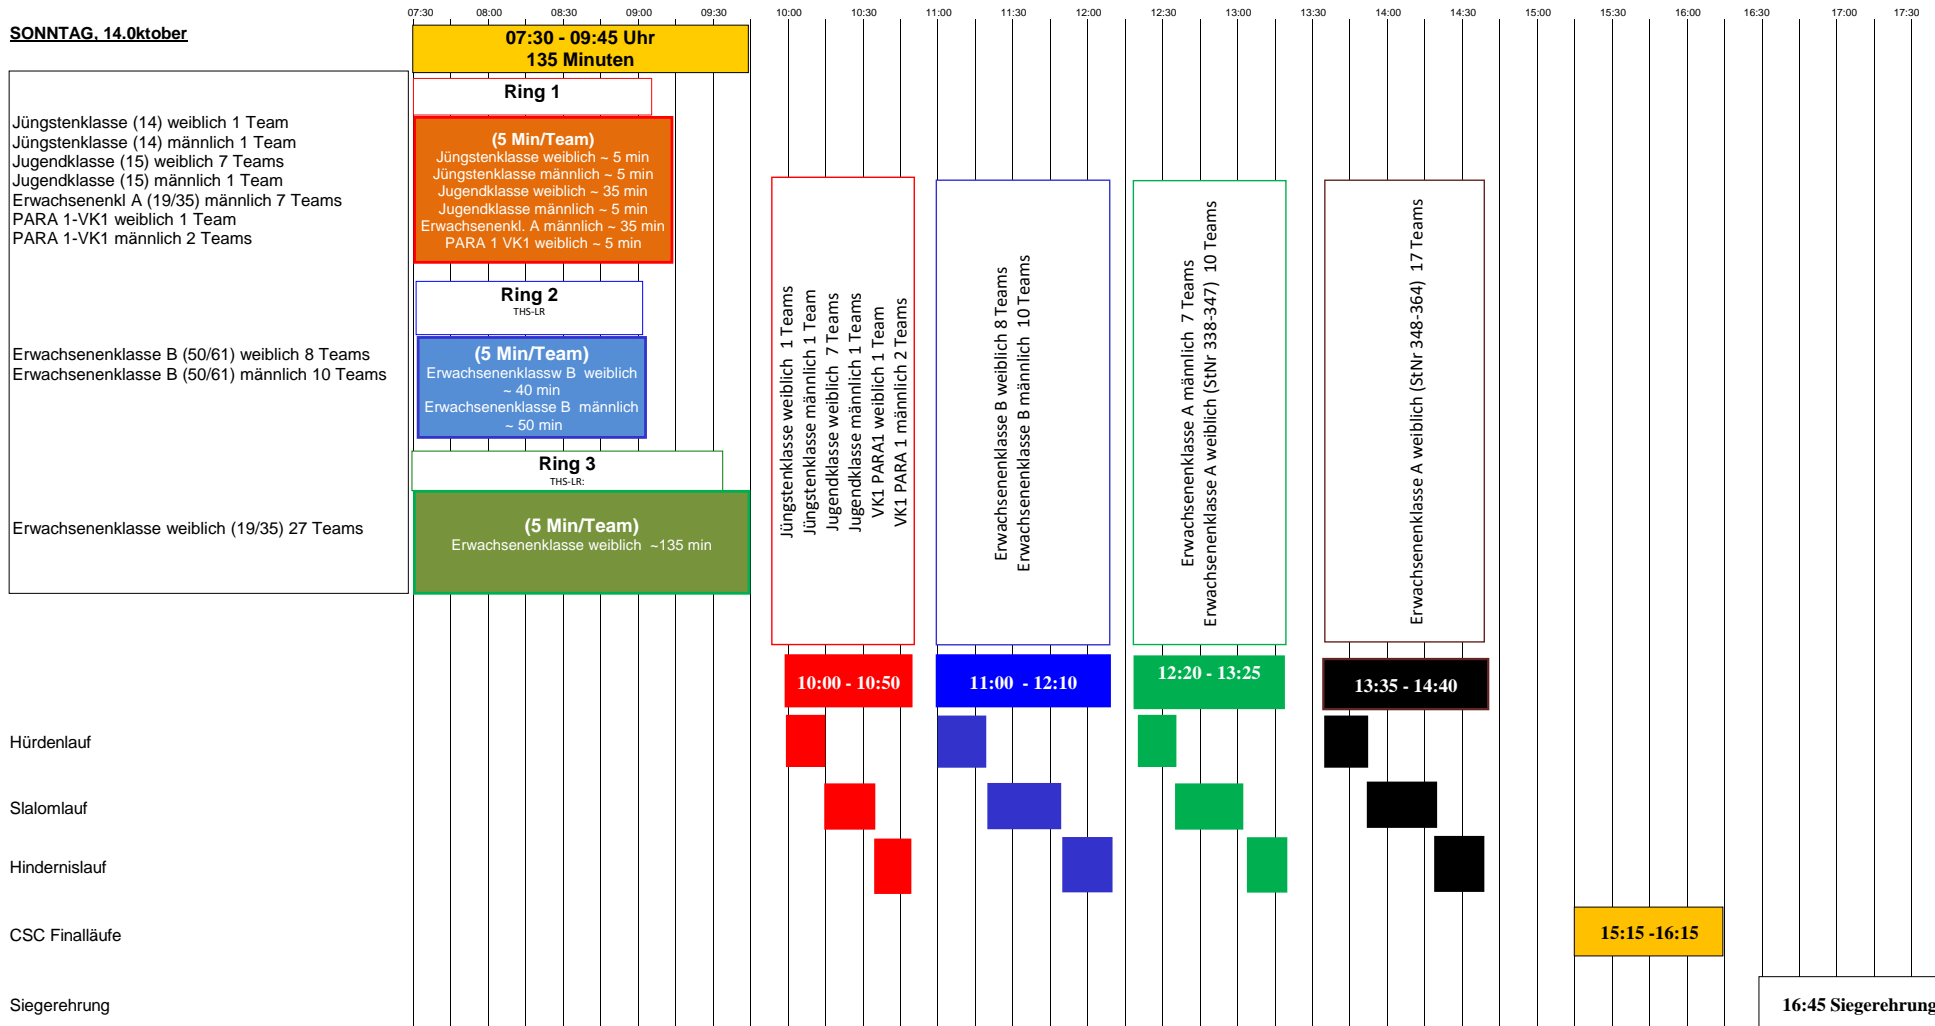 07:30 08:00 08:30 09:00 09:30 10:00 10:30 11:00 11:30 12:00 12:30 13:00 13:30 14:00 14:30 15:00 15:30 16:00 16:30 17:00 17:30
SONNTAG, 14.0ktober
07:30 - 09:45 Uhr
135 Minuten
Jüngstenklasse (14) weiblich 1 Team
Jüngstenklasse (14) männlich 1 Team
Jugendklasse (15) weiblich 7 Teams
Jugendklasse (15) männlich 1 Team
Erwachsenenkl A (19/35) männlich 7 Teams
PARA 1-VK1 weiblich 1 Team
PARA 1-VK1 männlich 2 Teams
Ring 1
(5 Min/Team)
Jüngstenklasse weiblich ~ 5 min
Jüngstenklasse männlich ~ 5 min
Jugendklasse weiblich ~ 35 min
Jugendklasse männlich ~ 5 min
Erwachsenenkl. A männlich ~ 35 min
PARA 1 VK1 weiblich ~ 5 min
Erwachsenenklasse B (50/61) weiblich 8 Teams
Erwachsenenklasse B (50/61) männlich 10 Teams
Ring 2
THS-LR
(5 Min/Team)
Erwachsenenklassw B weiblich
~ 40 min
Erwachsenenklasse B männlich
~ 50 min
Erwachsenenklasse weiblich (19/35) 27 Teams
Ring 3
THS-LR:
(5 Min/Team)
Erwachsenenklasse weiblich ~135 min
Jüngstenklasse weiblich 1 Teams
Jüngstenklasse männlich 1 Team
Jugendklasse weiblich 7 Teams
Jugendklasse männlich 1 Teams
VK1 PARA1 weiblich 1 Team
VK1 PARA 1 männlich 2 Teams
Erwachsenenklasse B weiblich 8 Teams
Erwachsenenklasse B männlich 10 Teams
Erwachsenenklasse A männlich 7 Teams
Erwachsenenklasse A weiblich (StNr 338-347) 10 Teams
Erwachsenenklasse A weiblich (StNr 348-364) 17 Teams
10:00 - 10:50
11:00 - 12:10
12:20 - 13:25
13:35 - 14:40
Hürdenlauf
Slalomlauf
Hindernislauf
CSC Finalläufe
15:15 -16:15
Siegerehrung
16:45 Siegerehrung